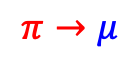 π → μ